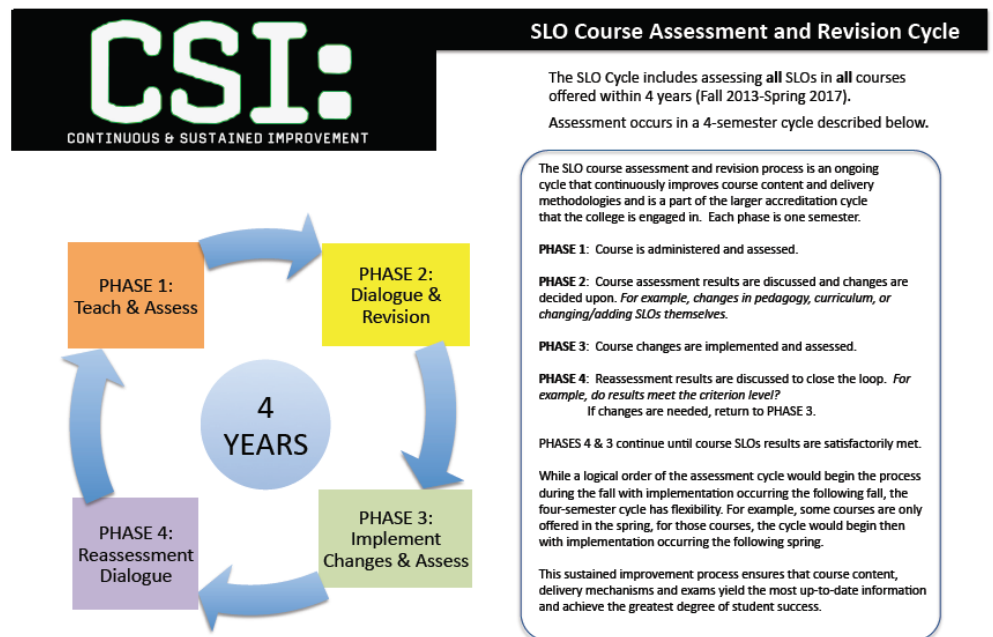 CSI:
CONTINUOUS & SUSTAINED IMPROVEMENT
SLO Course Assessment and Revision Cycle
The SLO Cycle includes assessing all SLOs in all courses
offered within 4 years (Fall 2013-Spring 2017).
Assessment occurs in a 4-semester cycle described below.
PHASE 1:
Teach & Assess
PHASE 2:
Dialogue &
Revision
4
YEARS
PHASE 4:
Reassessment
Dialogue
PHASE 3:
Implement
Changes & Assess
The SLO course assessment and revision process is an ongoing
cycle that continuously improves course content and delivery
methodologies and is a part of the larger accreditation cycle
that the college is engaged in. Each phase is one semester.
PHASE 1: Course is administered and assessed.
PHASE 2: Course assessment results are discussed and changes are
decided upon. For example, changes in pedagogy, curriculum, or
changing/adding SLOs themselves.
PHASE 3: Course changes are implemented and assessed.
PHASE 4: Reassessment results are discussed to close the loop. For
example, do results meet the criterion level?
If changes are needed, return to PHASE 3.
PHASES 4 & 3 continue until course SLOs results are satisfactorily met.
While a logical order of the assessment cycle would begin the process
during the fall with implementation occurring the following fall, the
four-semester cycle has flexibility. For example, some courses are only
offered in the spring, for those courses, the cycle would begin then
with implementation occurring the following spring.
This sustained improvement process ensures that course content,
delivery mechanisms and exams yield the most up-to-date information
and achieve the greatest degree of student success.